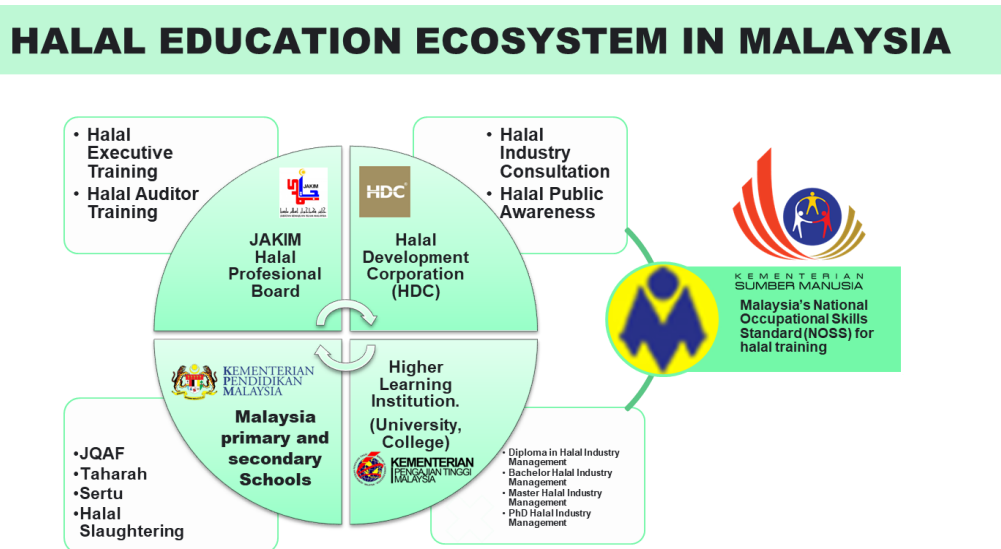 HALAL EDUCATION ECOSYSTEM IN MALAYSIA
• Halal
Executive
Training
• Halal Auditor
Training
JAKIM
JAKIM
Halal
Profesional
Board
HDC
Halal
Development
Corporation
(HDC)
• Halal
Industry
Consultation
• Halal Public
Awareness
KEMENTERIAN
SUMBER MANUSIA
Malaysia's National
Occupational Skills
Standard (NOSS) for
halal training
KEMENTERIAN
PENDIDIKAN
MALAYSIA
Malaysia
primary and
secondary
Schools
•JQAF
•Taharah
•Sertu
•Halal
Slaughtering
Higher
Learning
Institution.
(University,
College)
KEMENTERIAN
PENGAJIAN TINGGI
MALAYSIA
• Diploma in Halal Industry
Management
• Bachelor Halal Industry
Management
• Master Halal Industry
Management
• PhD Halal Industry
Management